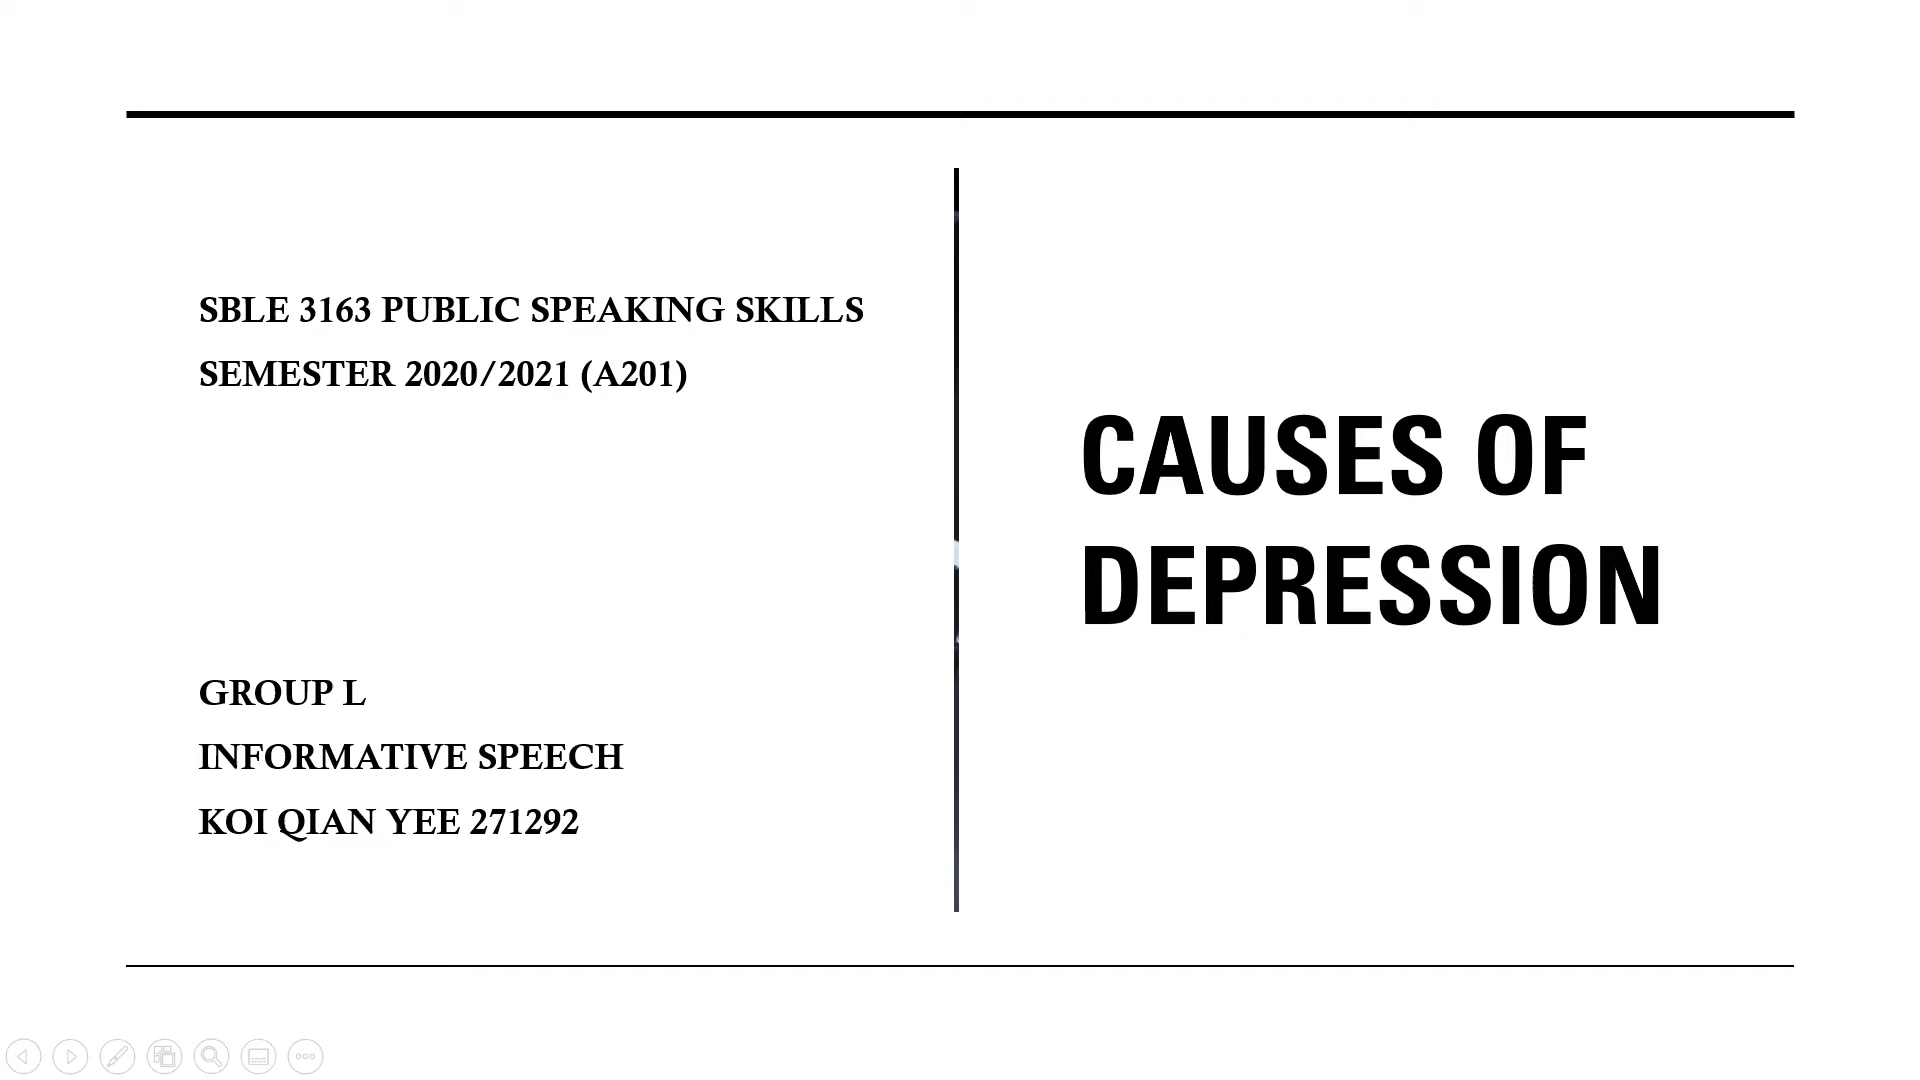 SBLE 3163 PUBLIC SPEAKING SKILLS
SEMESTER 2020/2021 (A201)
GROUP L
INFORMATIVE SPEECH
KOI QIAN YEE 271292
CAUSES OF
DEPRESSION